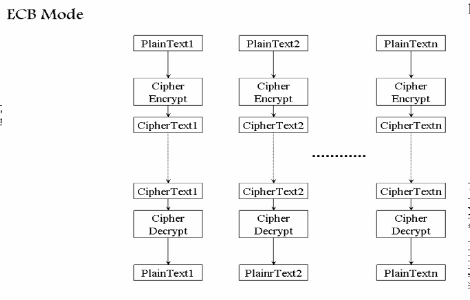 ECB Mode
PlainText1 PlainText2 PlainTextn
Cipher Cipher Cipher
Encrypt Encrypt Encrypt
CipherText1 CipherText2 CipherTextn
CipherText1 CipherText2 CipherTextn
Cipher Cipher Cipher
Decrypt Decrypt Decrypt
PlainText1 PlainrText2 PlainTextn